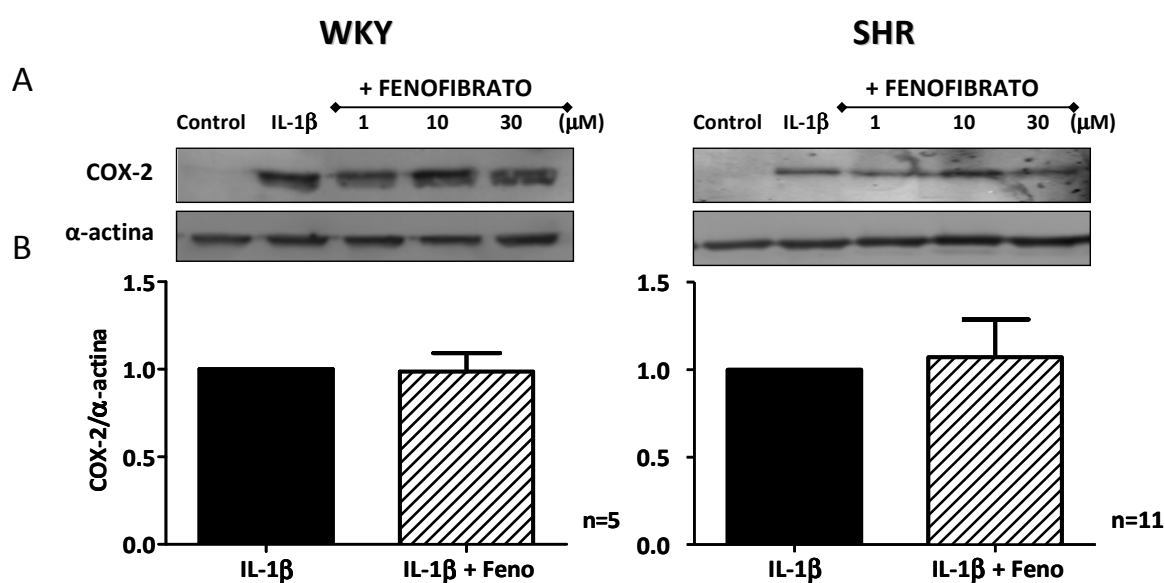 WKY
SHR
A
+ FENOFIBRATO
Control IL-1β 1 10 30 (μM)
+ FENOFIBRATO
Control IL-1β 1 10 30 (μM)
COX-2
α-actina
B
COX-2/α-actina
1.5
1.0
0.5
0.0
IL-1β
IL-1β + Feno
n=5
1.5
1.0
0.5
0.0
IL-1β
IL-1β + Feno
n=11